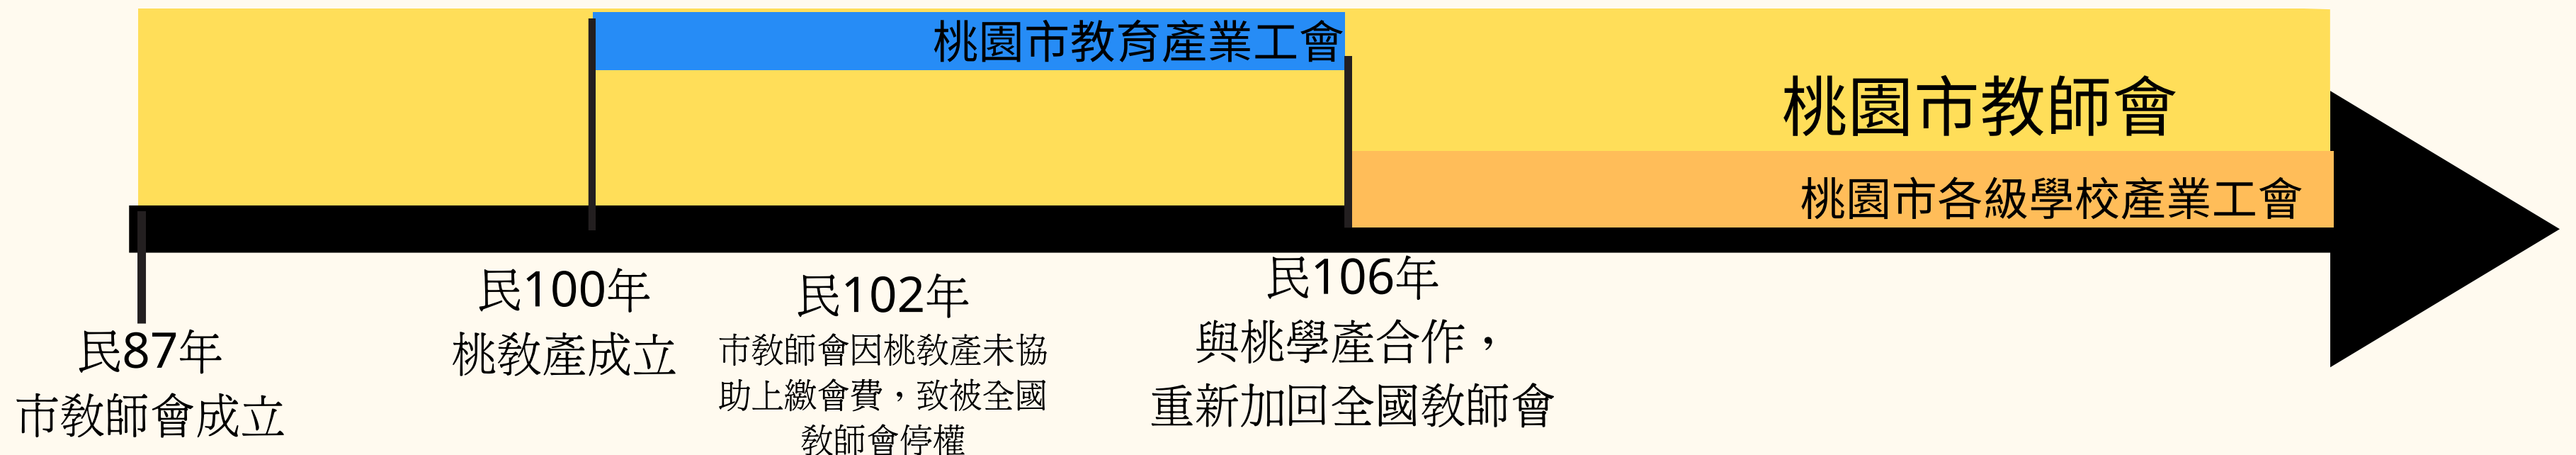 桃園市教育產業工會
桃園市教師會
桃園市各級學校產業工會
民87年
市教師會成立
民100年
桃教產成立
民102年
市教師會因桃教產未協
助上繳會費，致被全國
教師會停權
民106年
與桃學產合作，
重新加回全國教師會